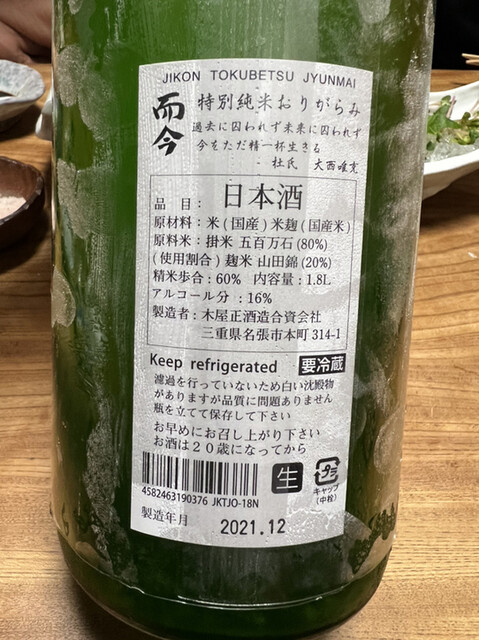 JIKON TOKUBETSU JYUNMAI
而今
特別純米おりがらみ
過去に囚われず未来に囚われず
今をただ精一杯生きる
杜氏 大西唯克
品目: 日本酒
原材料: 米(国産)米麹(国産米)
原料米: 掛米 五百万石(80%)
(使用割合) 麹米 山田錦(20%)
精米歩合: 60% 内容量: 1.8L
アルコール分: 16%
製造者: 木屋正酒造合資会社
三重県名張市本町 314-1
Keep refrigerated 要冷蔵
濾過を行っていないため白い沈殿物
がありますが品質に問題ありません
瓶を立てて保存して下さい
お早めにお召し上がり下さい
お酒は20歳になってから
生
キャップ
(中栓)
4582463190376 JKTJO-18N
製造年月 2021.12